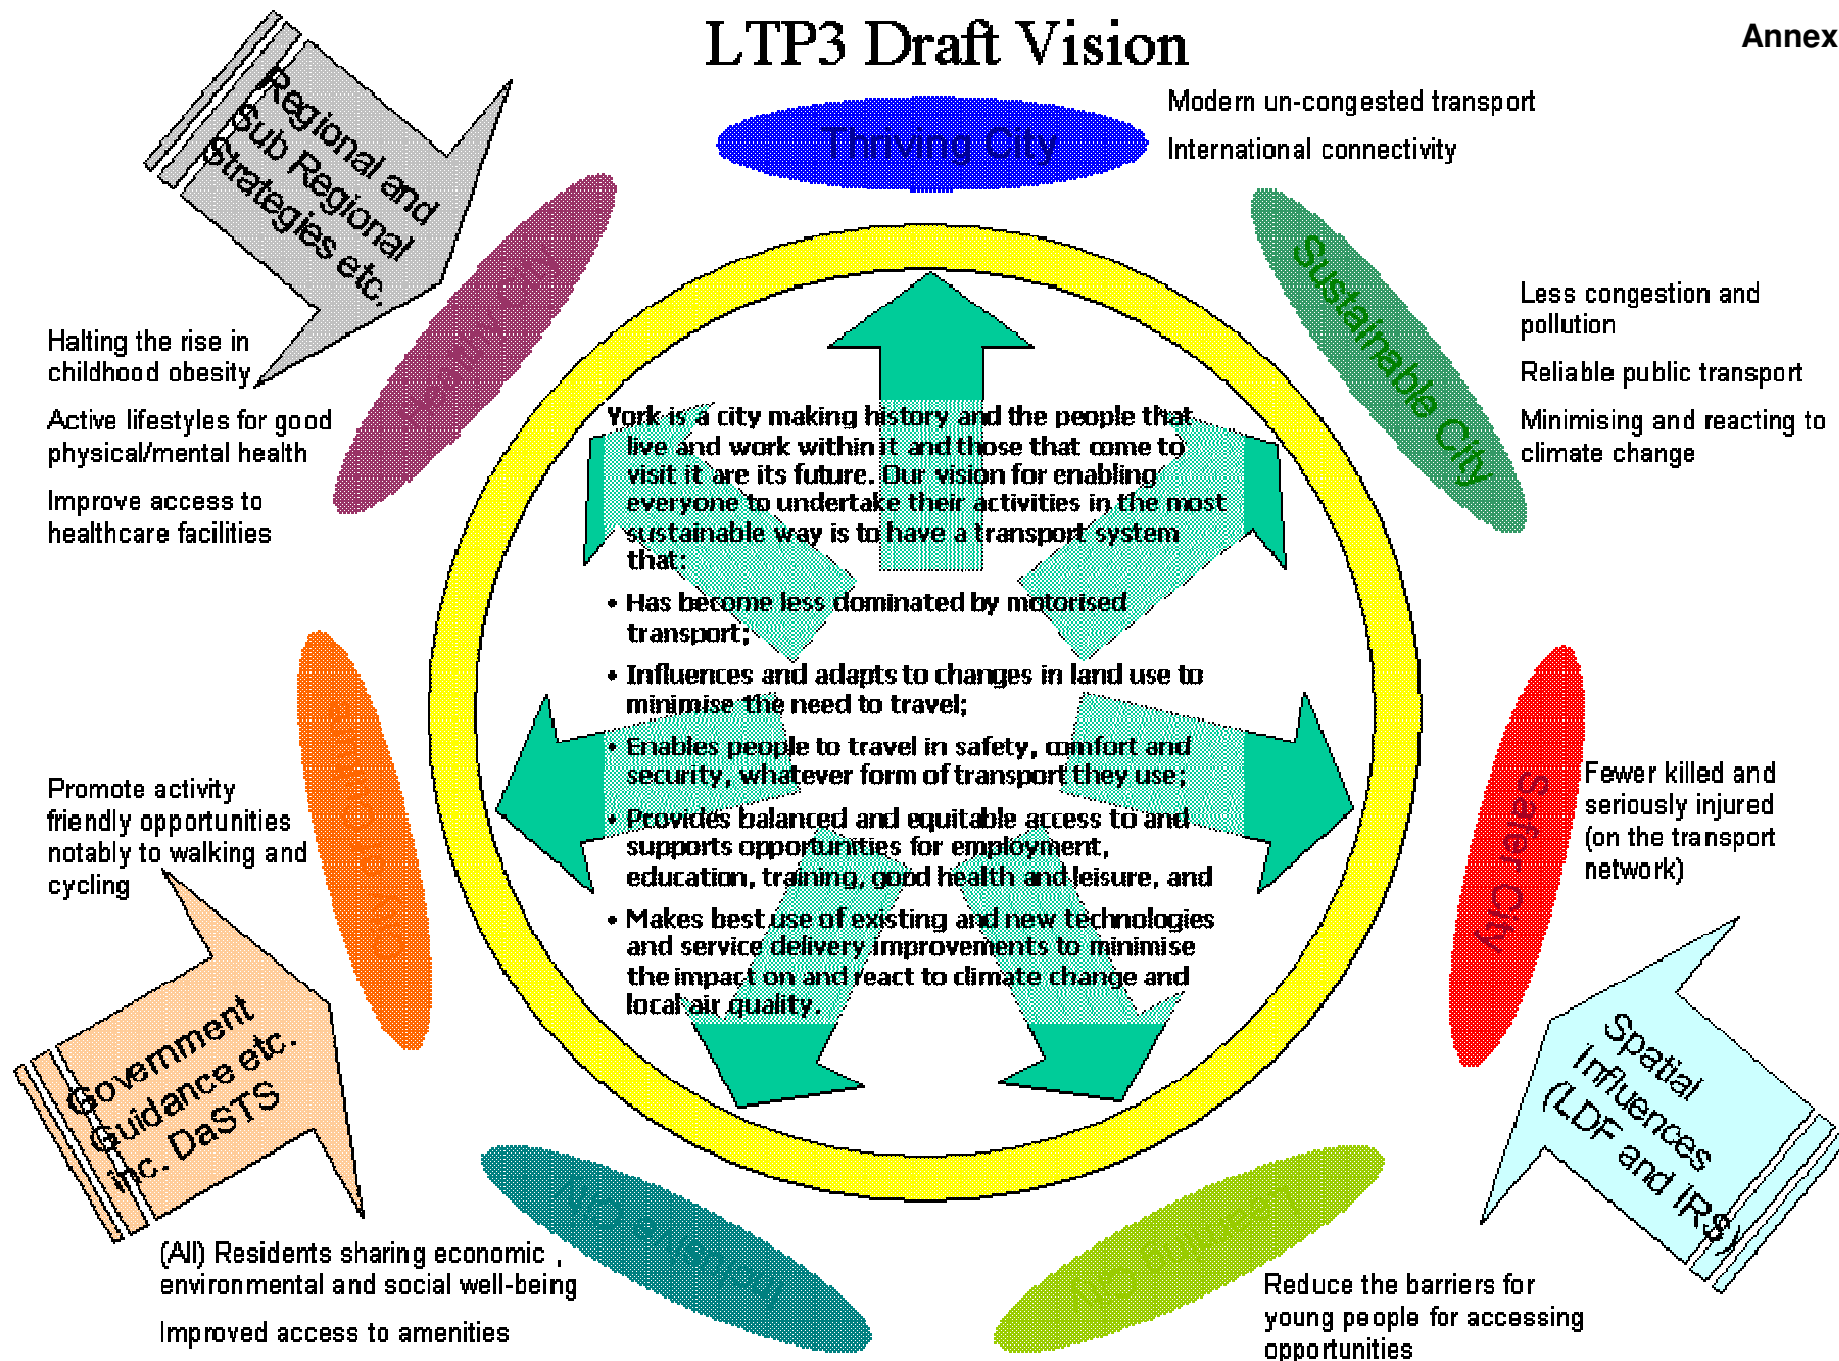 LTP3 Draft Vision
Annex
Regional and
Sub Regional
Strategies etc.
Thriving City
Modern un-congested transport
International connectivity
Healthy City
Halting the rise in
childhood obesity
Active lifestyles for good
physical/mental health
Improve access to
healthcare facilities
Sustainable City
Less congestion and
pollution
Reliable public transport
Minimising and reacting to
climate change
York is a city making history and the people that
live and work within it and those that come to
visit it are its future. Our vision for enabling
everyone to undertake their activities in the most
sustainable way is to have a transport system
that:
• Has become less dominated by motorised
transport;
• Influences and adapts to changes in land use to
minimise the need to travel;
• Enables people to travel in safety, comfort and
security, whatever form of transport they use;
• Provides balanced and equitable access to and
supports opportunities for employment,
education, training, good health and leisure, and
• Makes best use of existing and new technologies
and service delivery improvements to minimise
the impact on and react to climate change and
local air quality.
Promote activity
friendly opportunities
notably to walking and
cycling
Safer City
Fewer killed and
seriously injured
(on the transport
network)
Government
Guidance etc.
inc. DaSTS
Spatial
Influences
(LDF and IRS)
Inclusive City
(All) Residents sharing economic ,
environmental and social well-being
Improved access to amenities
Learning City
Reduce the barriers for
young people for accessing
opportunities